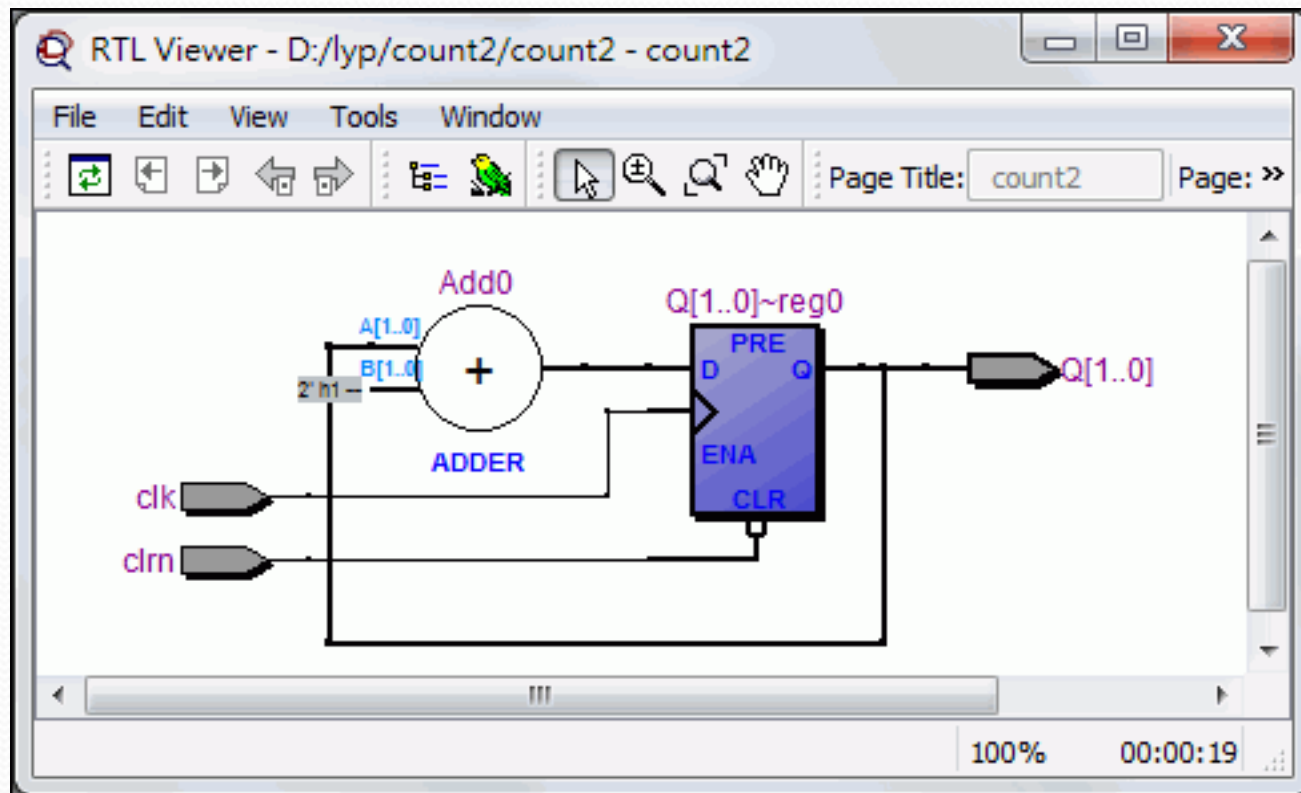 RTL Viewer - D:/lyp/count2/count2 - count2
File Edit View Tools Window
Page Title: count2 Page: »
Add0
Q[1..0]~reg0
A[1..0]
B[1..0]
2' h1 --
+
ADDER
PRE
D Q
ENA
CLR
Q[1..0]
clk
clrn
100% 00:00:19